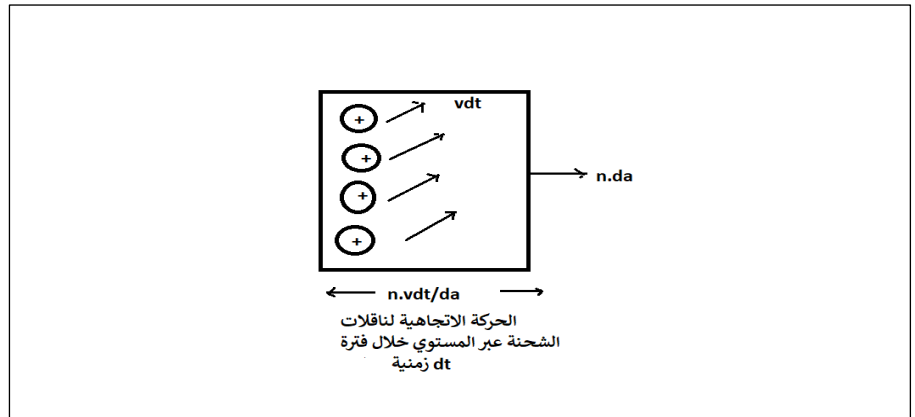 +
vdt
+
+
+
n.da
n.vdt/da
الحركة الاتجاهية لناقلات
الشحنة عبر المستوي خلال فترة
زمنية dt